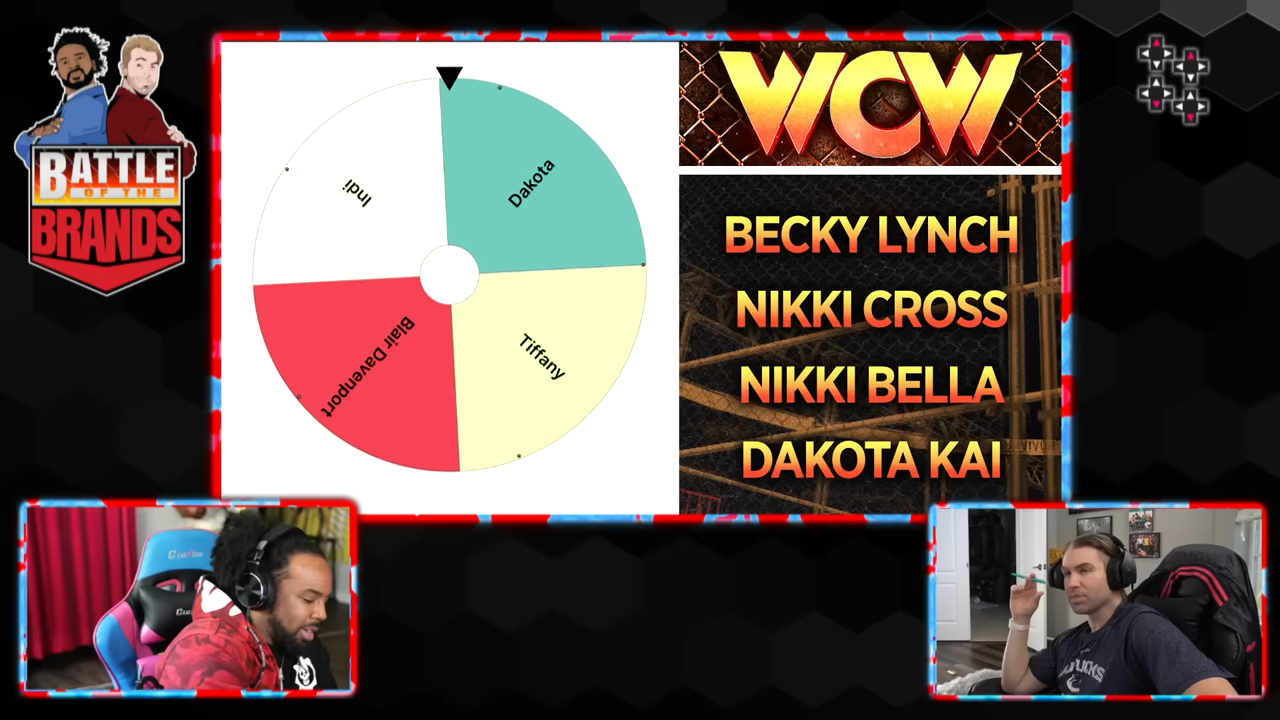 BATTLE
OF THE
BRANDS
Indi
Dakota
Blair Davenport
Tiffany
WCW
BECKY LYNCH
NIKKI CROSS
NIKKI BELLA
DAKOTA KAI